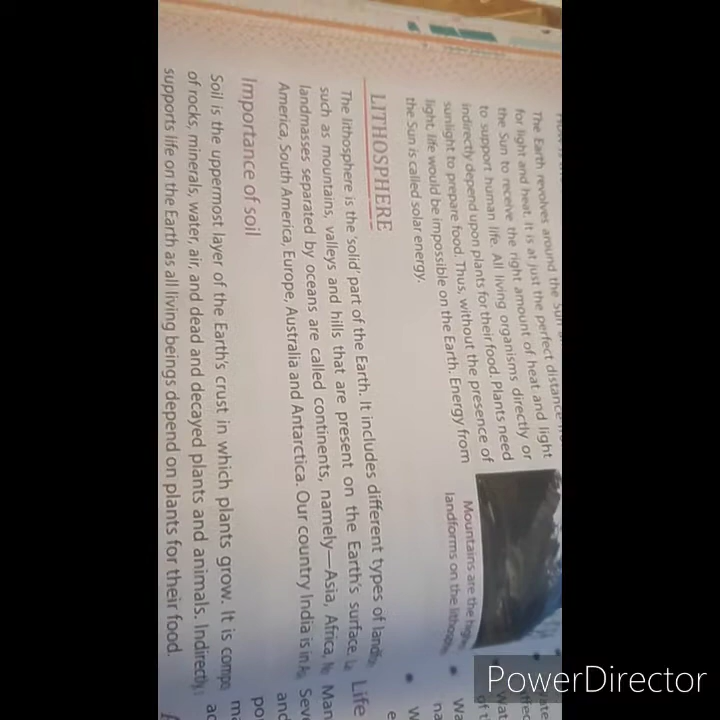 The Earth revolves around the Sun
for light and heat. It is at just the perfect distance
the Sun to receive the right amount of heat and light
to support human life. All living organisms directly or
indirectly depend upon plants for their food. Plants need
sunlight to prepare food. Thus, without the presence of
light, life would be impossible on the Earth. Energy from
the Sun is called solar energy.
Mountains are the
landforms on the
LITHOSPHERE
The lithosphere is the 'solid' part of the Earth. It includes different types of
such as mountains, valleys and hills that are present on the Earth's surface.
landmasses separated by oceans are called continents, namely—Asia, Africa,
America, South America, Europe, Australia and Antarctica. Our country India is in
Importance of soil
Soil is the uppermost layer of the Earth's crust in which plants grow. It is
of rocks, minerals, water, air, and dead and decayed plants and animals. Indirectly
supports life on the Earth as all living beings depend on plants for their food.
Life
PowerDirector